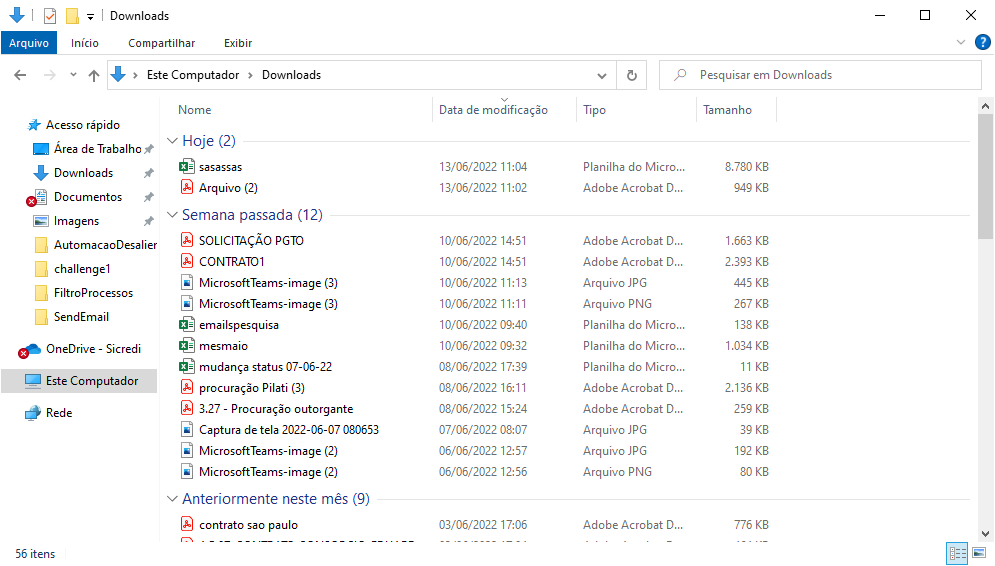 Downloads
Arquivo Início Compartilhar Exibir
Este Computador Downloads Pesquisar em Downloads
Nome Data de modificação Tipo Tamanho
Acesso rápido
Área de Trabalho
Downloads
Documentos
Imagens
AutomacaoDesalier
challenge1
FiltroProcessos
SendEmail
OneDrive - Sicredi
Este Computador
Rede
Hoje (2)
sasassas 13/06/2022 11:04 Planilha do Micro... 8.780 KB
Arquivo (2) 13/06/2022 11:02 Adobe Acrobat D... 949 KB
Semana passada (12)
SOLICITAÇÃO PGTO 10/06/2022 14:51 Adobe Acrobat D... 1.663 KB
CONTRATO1 10/06/2022 14:51 Adobe Acrobat D... 2.393 KB
MicrosoftTeams-image (3) 10/06/2022 11:13 Arquivo JPG 445 KB
MicrosoftTeams-image (3) 10/06/2022 11:11 Arquivo PNG 267 KB
emailspesquisa 10/06/2022 09:40 Planilha do Micro... 138 KB
mesmaio 10/06/2022 09:32 Planilha do Micro... 1.034 KB
mudança status 07-06-22 08/06/2022 17:39 Planilha do Micro... 11 KB
procuração Pilati (3) 08/06/2022 16:11 Adobe Acrobat D... 2.136 KB
3.27 - Procuração outorgante 08/06/2022 15:24 Adobe Acrobat D... 259 KB
Captura de tela 2022-06-07 080653 07/06/2022 08:07 Arquivo JPG 39 KB
MicrosoftTeams-image (2) 06/06/2022 12:57 Arquivo JPG 192 KB
MicrosoftTeams-image (2) 06/06/2022 12:56 Arquivo PNG 80 KB
Anteriormente neste mês (9)
contrato sao paulo 03/06/2022 17:06 Adobe Acrobat D... 776 KB
56 itens